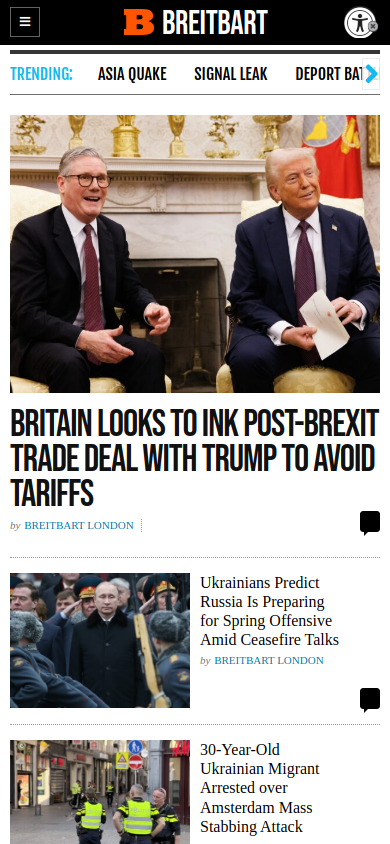 BREITBART
TRENDING:
ASIA QUAKE
SIGNAL LEAK
DEPORT BAT
BRITAIN LOOKS TO INK POST-BREXIT
TRADE DEAL WITH TRUMP TO AVOID
TARIFFS
by BREITBART LONDON
Ukrainians Predict
Russia Is Preparing
for Spring Offensive
Amid Ceasefire Talks
by BREITBART LONDON
30-Year-Old
Ukrainian Migrant
Arrested over
Amsterdam Mass
Stabbing Attack